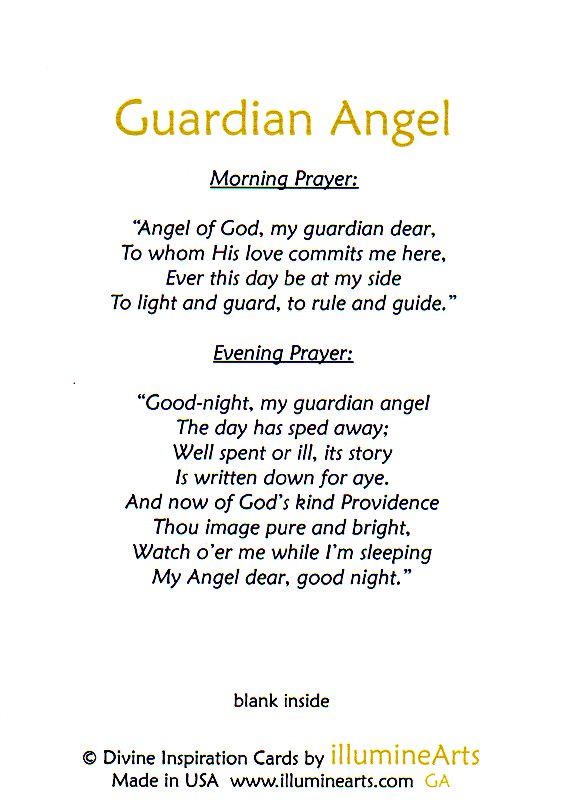 Guardian Angel
Morning Prayer:
“Angel of God, my guardian dear,
To whom His love commits me here,
Ever this day be at my side
To light and guard, to rule and guide.”
Evening Prayer:
“Good-night, my guardian angel
The day has sped away;
Well spent or ill, its story
Is written down for aye.
And now of God’s kind Providence
Thou image pure and bright,
Watch o’er me while I’m sleeping
My Angel dear, good night.”
blank inside
© Divine Inspiration Cards by illumineArts
Made in USA www.illuminearts.com GA